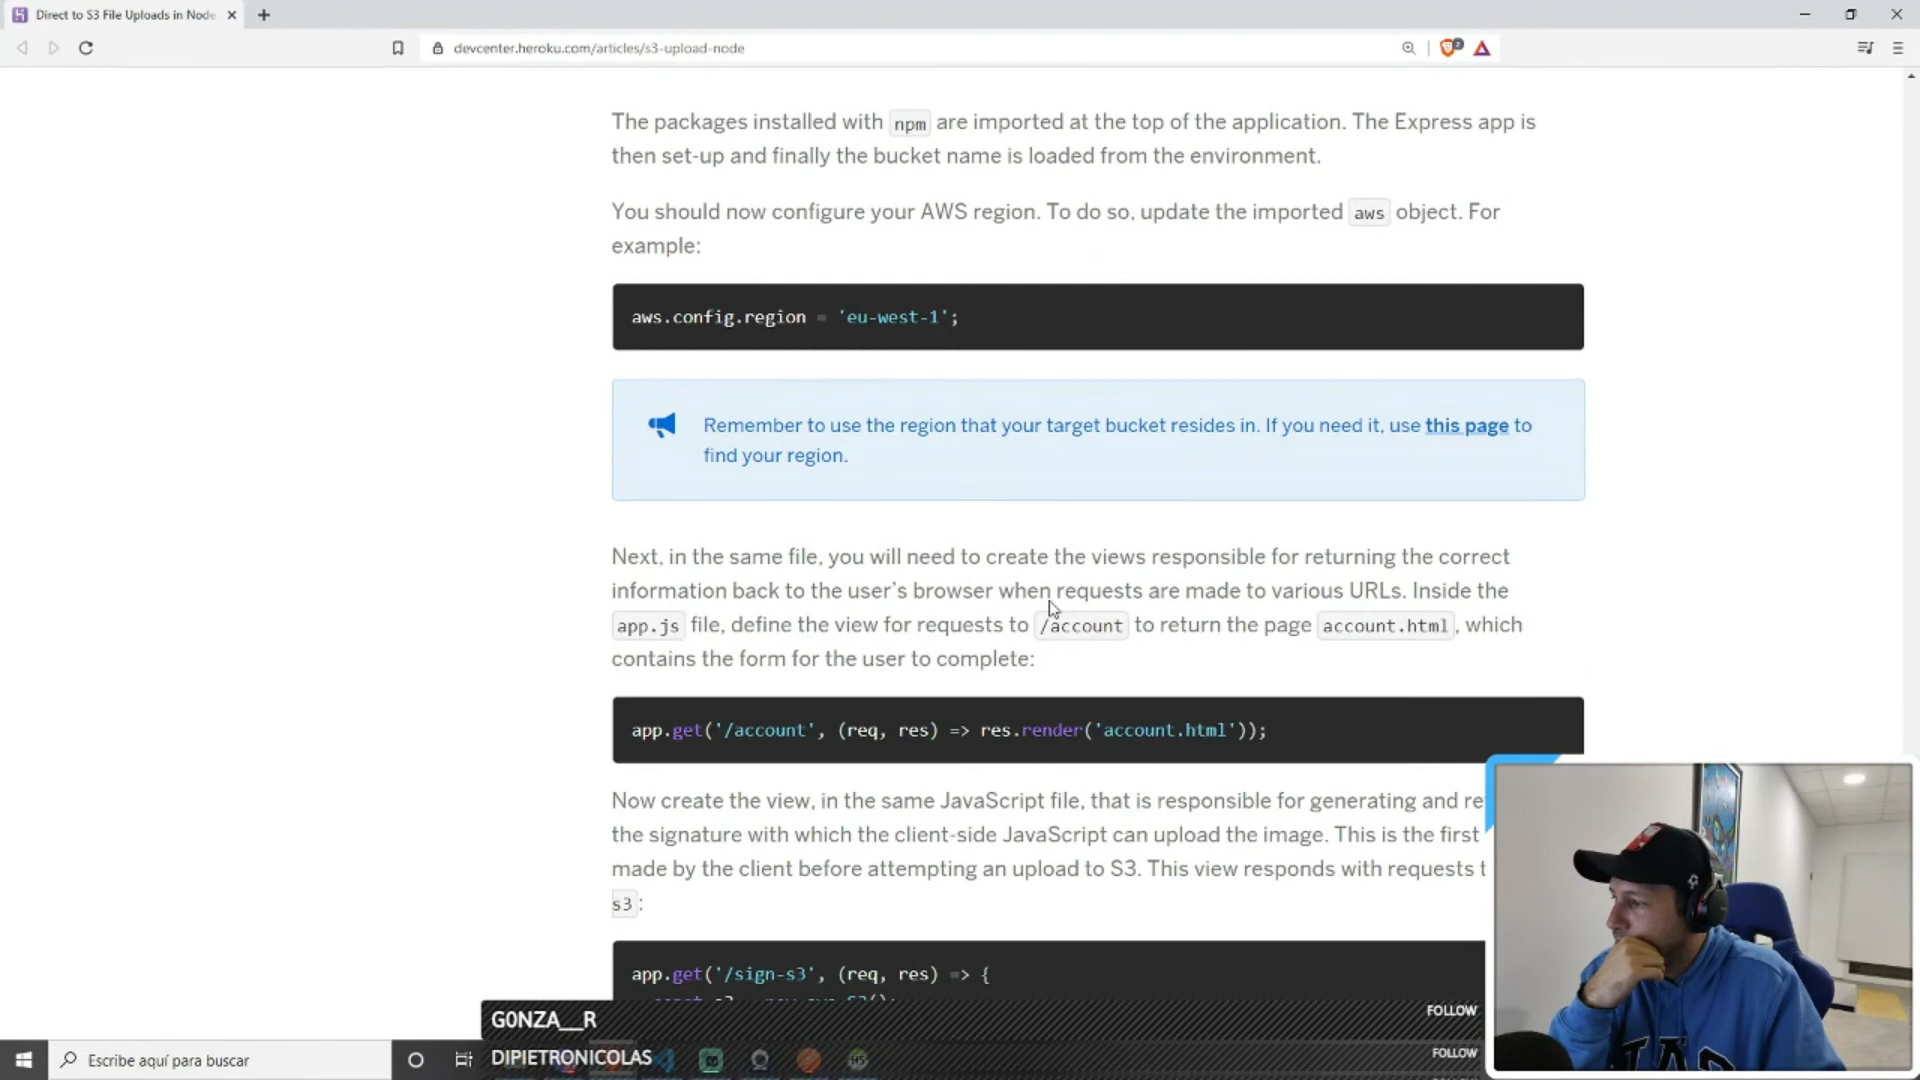 Direct to S3 File Uploads in Node
devcenter.heroku.com/articles/s3-upload-node
The packages installed with npm are imported at the top of the application. The Express app is
then set-up and finally the bucket name is loaded from the environment.
You should now configure your AWS region. To do so, update the imported aws object. For
example:
aws.config.region = 'eu-west-1';
Remember to use the region that your target bucket resides in. If you need it, use this page to
find your region.
Next, in the same file, you will need to create the views responsible for returning the correct
information back to the user's browser when requests are made to various URLs. Inside the
app.js file, define the view for requests to /account to return the page account.html, which
contains the form for the user to complete:
app.get('/account', (req, res) => res.render('account.html'));
Now create the view, in the same JavaScript file, that is responsible for generating and re
the signature with which the client-side JavaScript can upload the image. This is the first
made by the client before attempting an upload to S3. This view responds with requests t
s3:
app.get('/sign-s3', (req, res) => {
G0NZA__R FOLLOW
DIPIETRONICOLAS FOLLOW
Escribe aquí para buscar